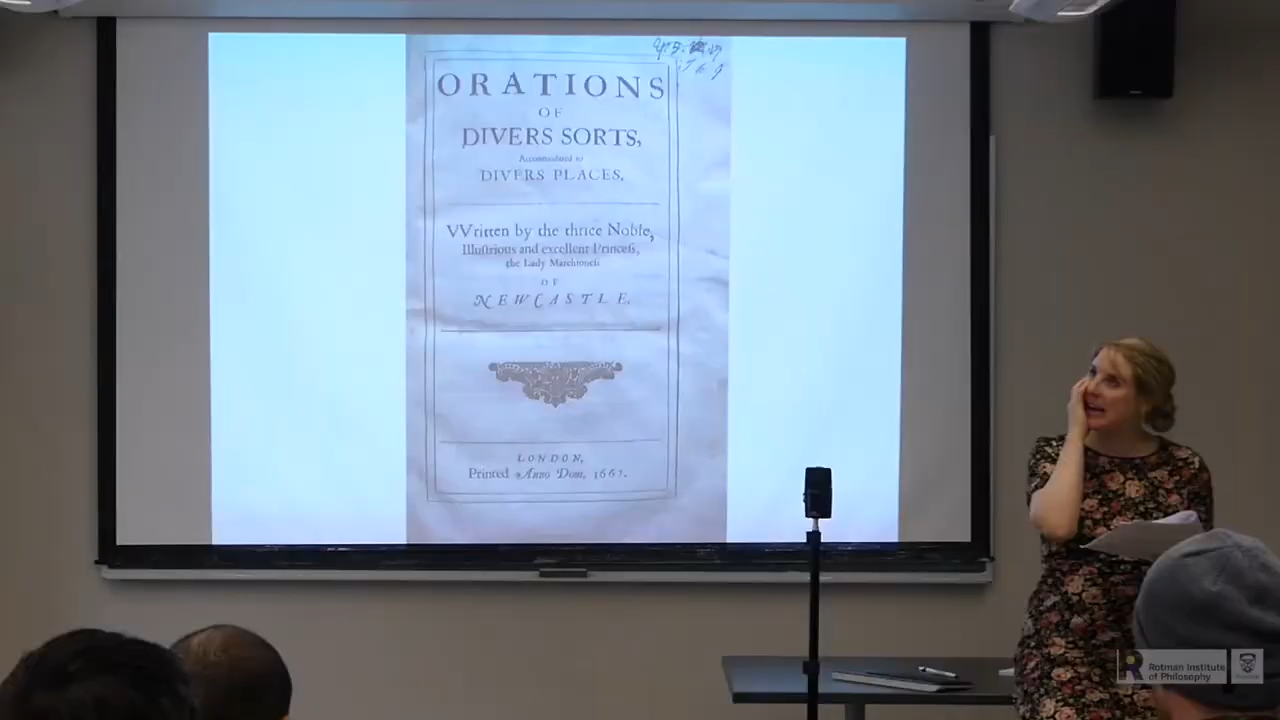 ORATIONS
OF
DIVERS SORTS,
Accommodated to
DIVERS PLACES,
VVritten by the thrice Noble,
Illuſtrious and excellent Princeſs,
the Lady Marchioneſs
OF
NEWCASTLE.
LONDON,
Printed Anno Dom. 1662.
Rotman Institute
of Philosophy